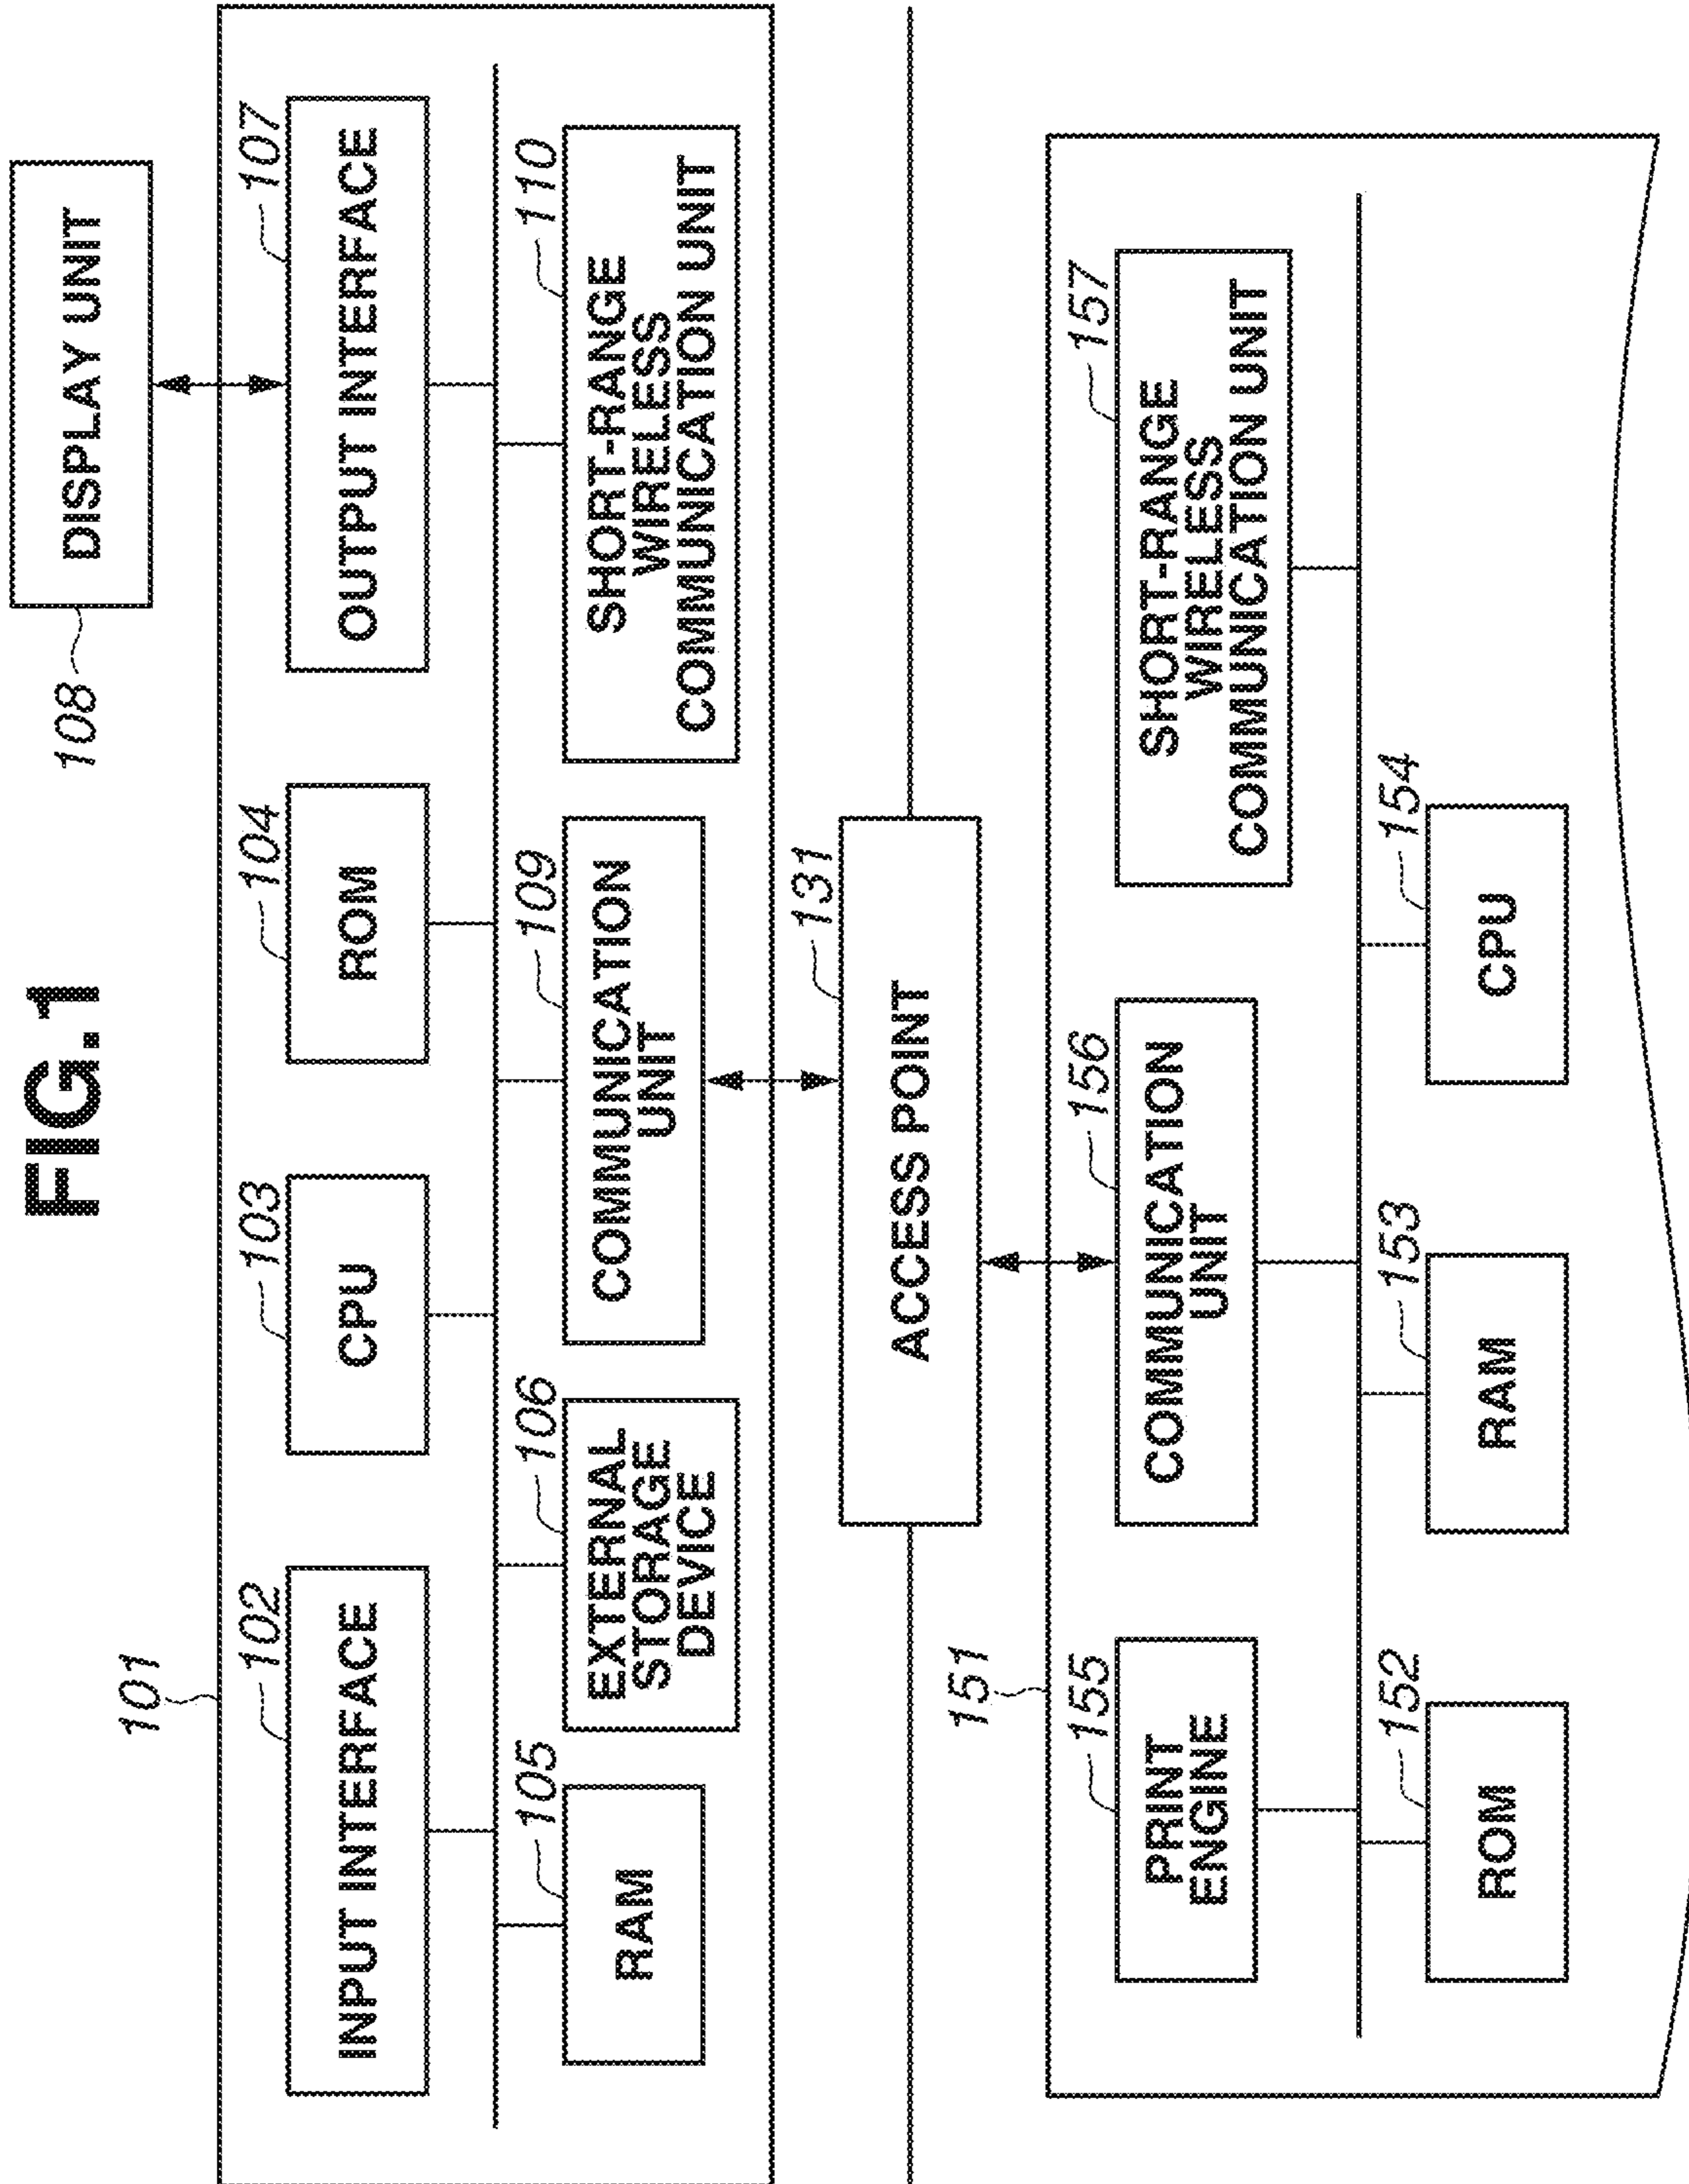 FIG.1
108
DISPLAY UNIT
101
102
INPUT INTERFACE
103
CPU
104
ROM
107
OUTPUT INTERFACE
105
RAM
106
EXTERNAL
STORAGE
DEVICE
109
COMMUNICATION
UNIT
110
SHORT-RANGE
WIRELESS
COMMUNICATION UNIT
131
ACCESS POINT
151
155
PRINT
ENGINE
156
COMMUNICATION
UNIT
157
SHORT-RANGE
WIRELESS
COMMUNICATION UNIT
152
ROM
153
RAM
154
CPU